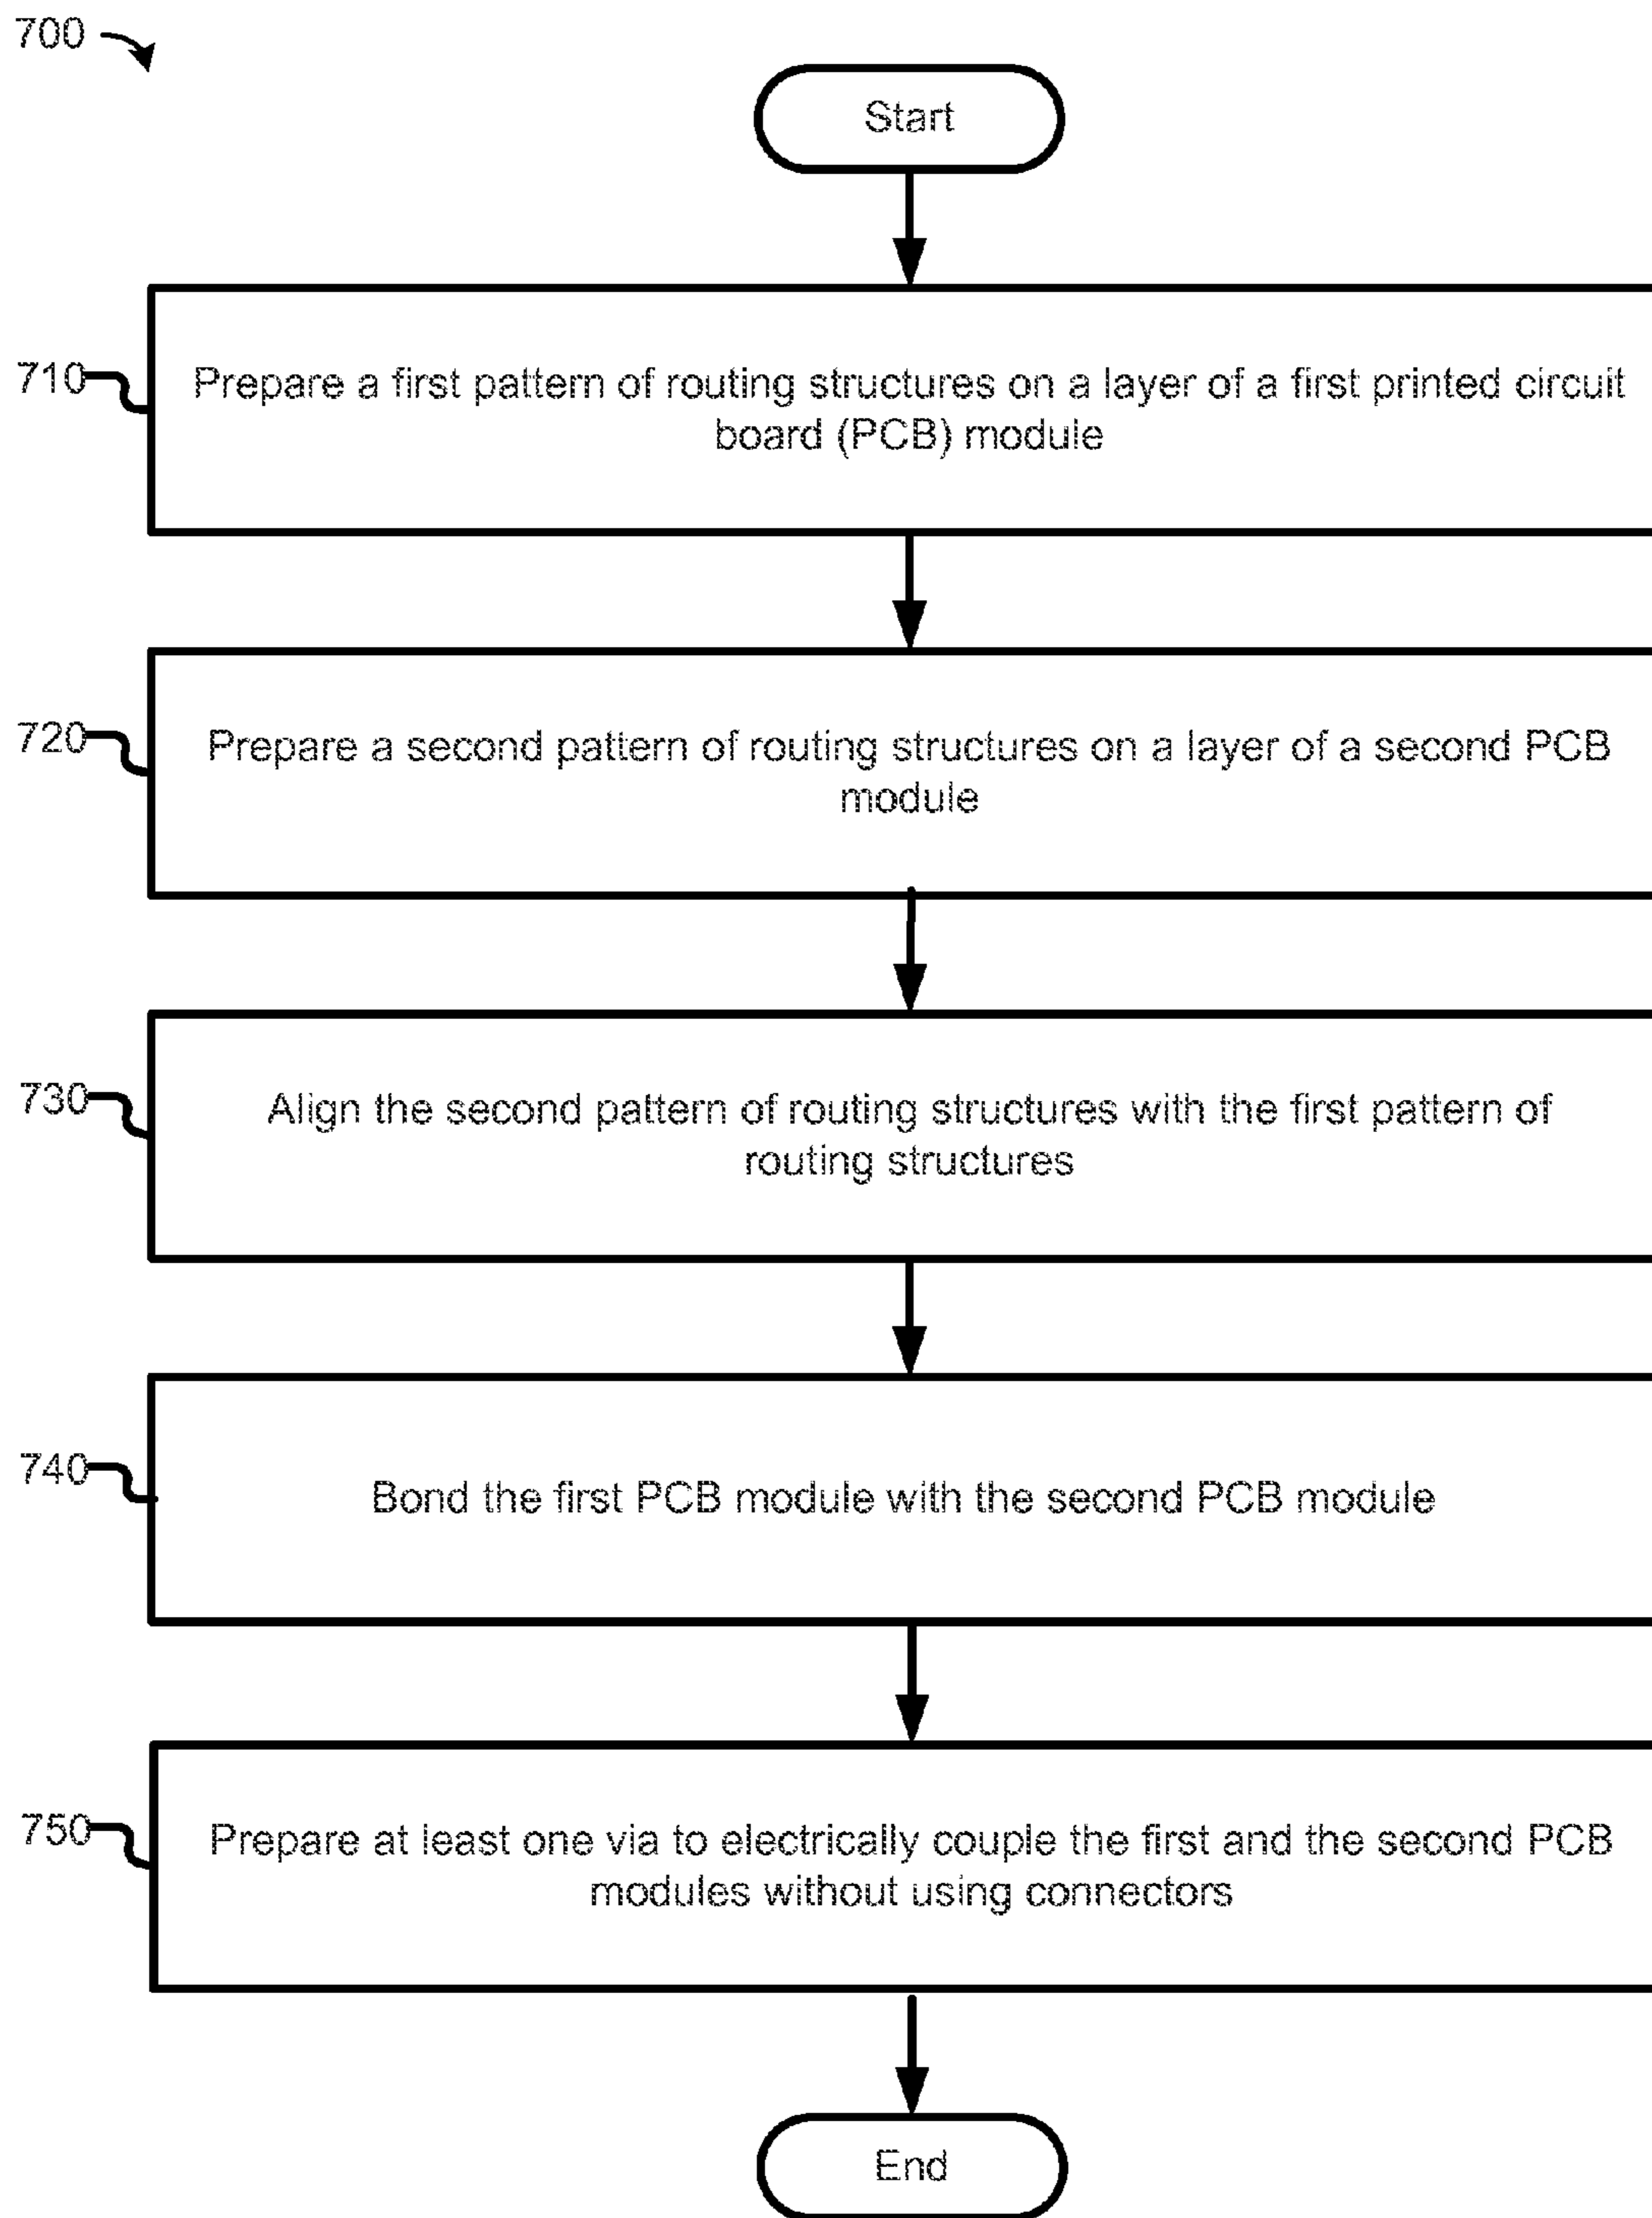 700
Start
710
Prepare a first pattern of routing structures on a layer of a first printed circuit
board (PCB) module
720
Prepare a second pattern of routing structures on a layer of a second PCB
module
730
Align the second pattern of routing structures with the first pattern of
routing structures
740
Bond the first PCB module with the second PCB module
750
Prepare at least one via to electrically couple the first and the second PCB
modules without using connectors
End